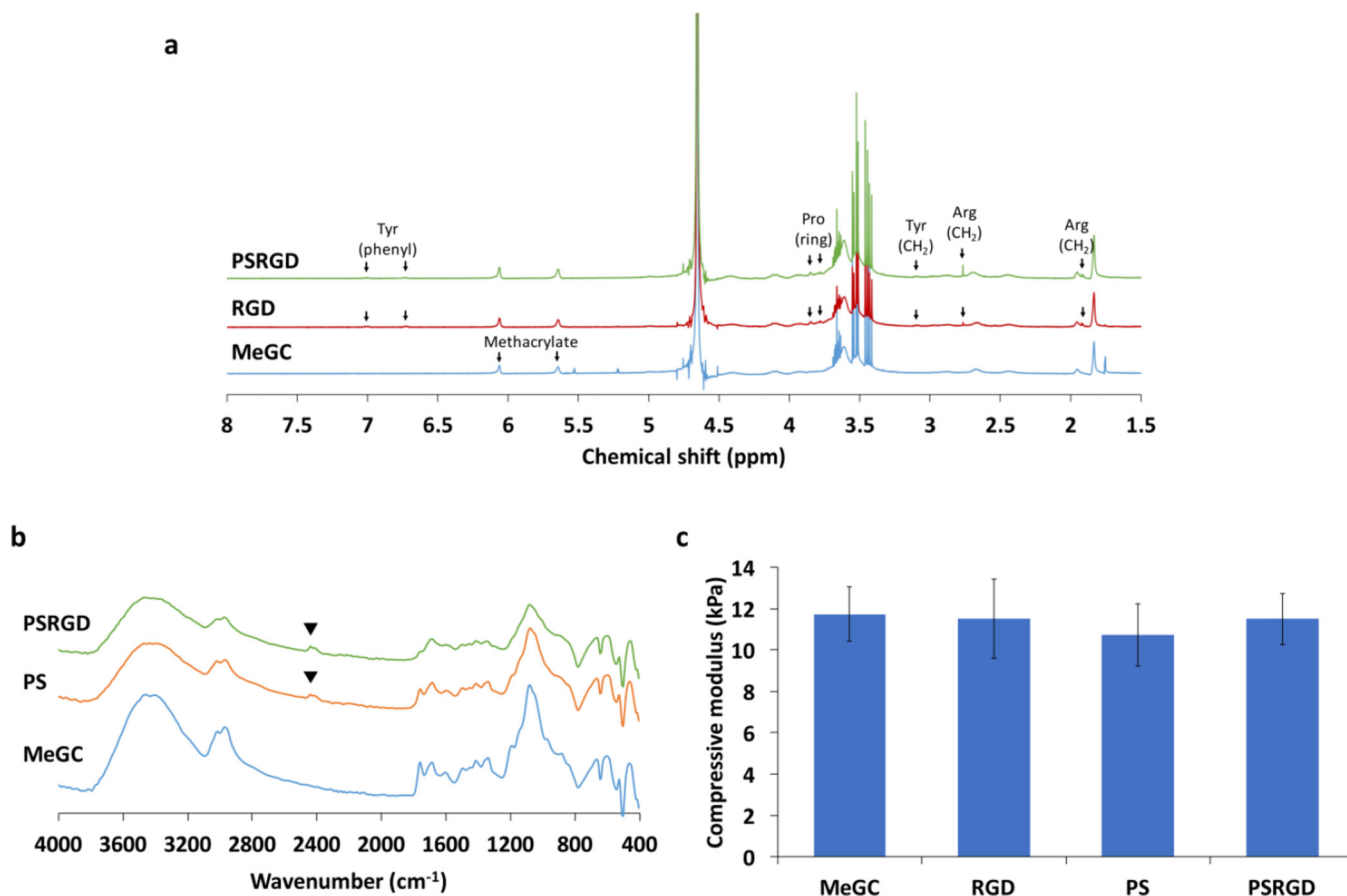 a
Tyr
(phenyl)
Pro
(ring)
Tyr
(CH₂)
Arg
(CH₂)
Arg
(CH₂)
PSRGD
RGD
Methacrylate
MeGC
8 7.5 7 6.5 6 5.5 5 4.5 4 3.5 3 2.5 2 1.5
Chemical shift (ppm)
b
PSRGD
PS
MeGC
4000 3600 3200 2800 2400 2000 1600 1200 800 400
Wavenumber (cm⁻¹)
c
Compressive modulus (kPa)
14
12
10
8
6
4
2
0
MeGC RGD PS PSRGD